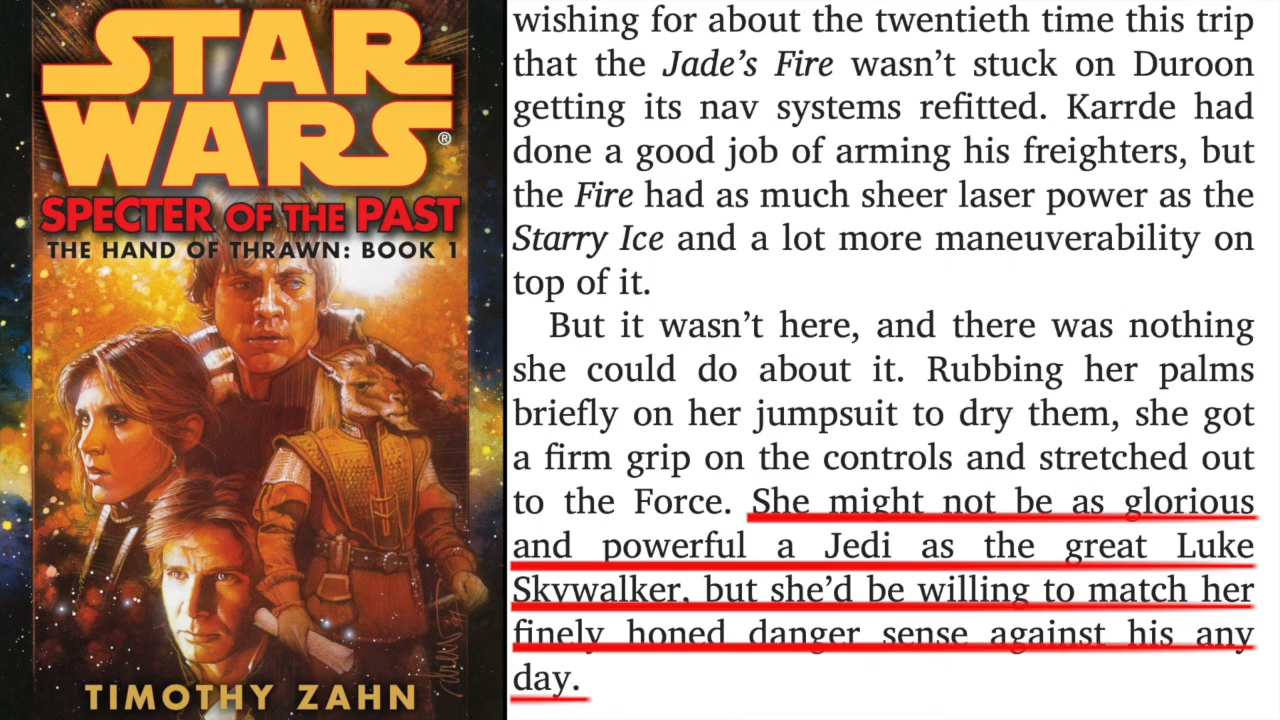 STAR
WARS®
SPECTER OF THE PAST
THE HAND OF THRAWN: BOOK 1
TIMOTHY ZAHN
wishing for about the twentieth time this trip
that the Jade’s Fire wasn’t stuck on Duroon
getting its nav systems refitted. Karrde had
done a good job of arming his freighters, but
the Fire had as much sheer laser power as the
Starry Ice and a lot more maneuverability on
top of it.
But it wasn’t here, and there was nothing
she could do about it. Rubbing her palms
briefly on her jumpsuit to dry them, she got
a firm grip on the controls and stretched out
to the Force. She might not be as glorious
and powerful a Jedi as the great Luke
Skywalker, but she’d be willing to match her
finely honed danger sense against his any
day.